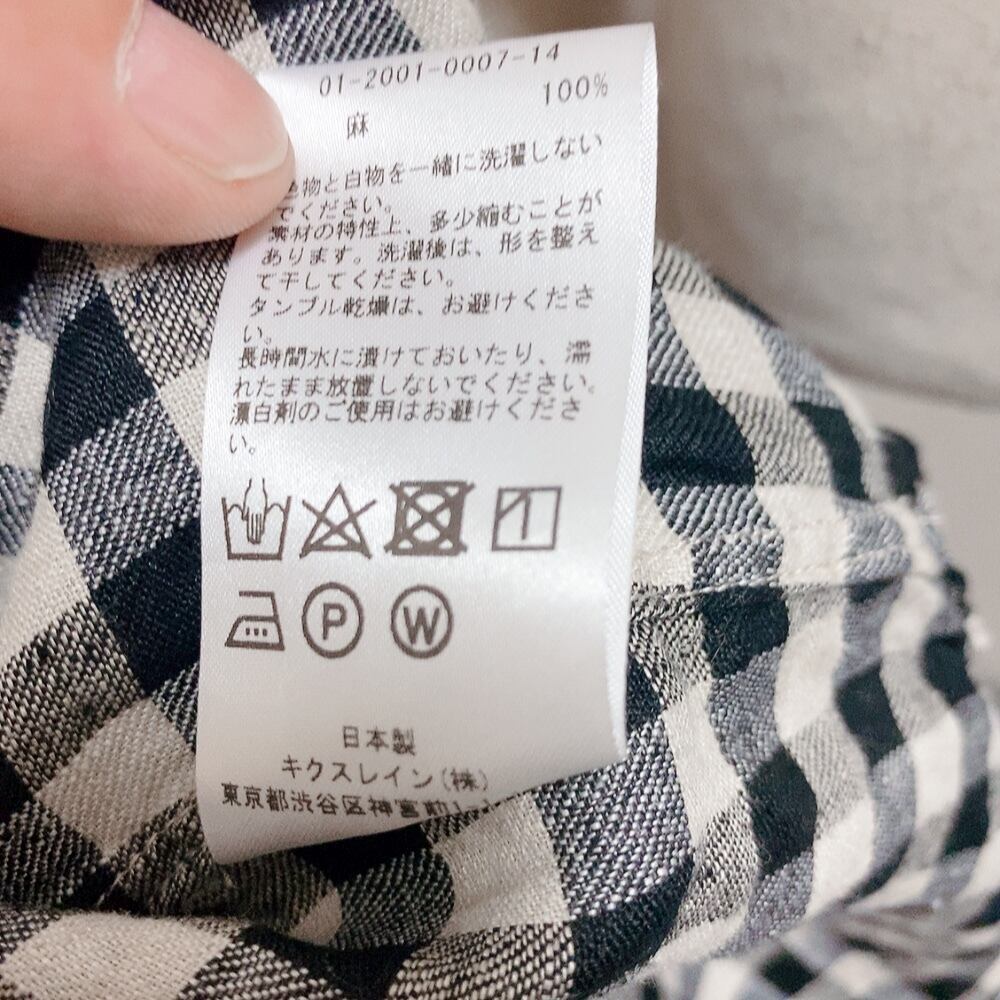 01-2001-0007-14
麻 100%
色物と白物を一緒に洗濯しない
でください。
素材の特性上、多少縮むことが
あります。洗濯後は、形を整え
て干してください。
タンブル乾燥は、お避けくださ
い。
長時間水に漬けておいたり、濡
れたまま放置しないでください。
漂白剤のご使用はお避けくださ
い。
P W
日本製
キクスレイン(株)
東京都渋谷区神宮前